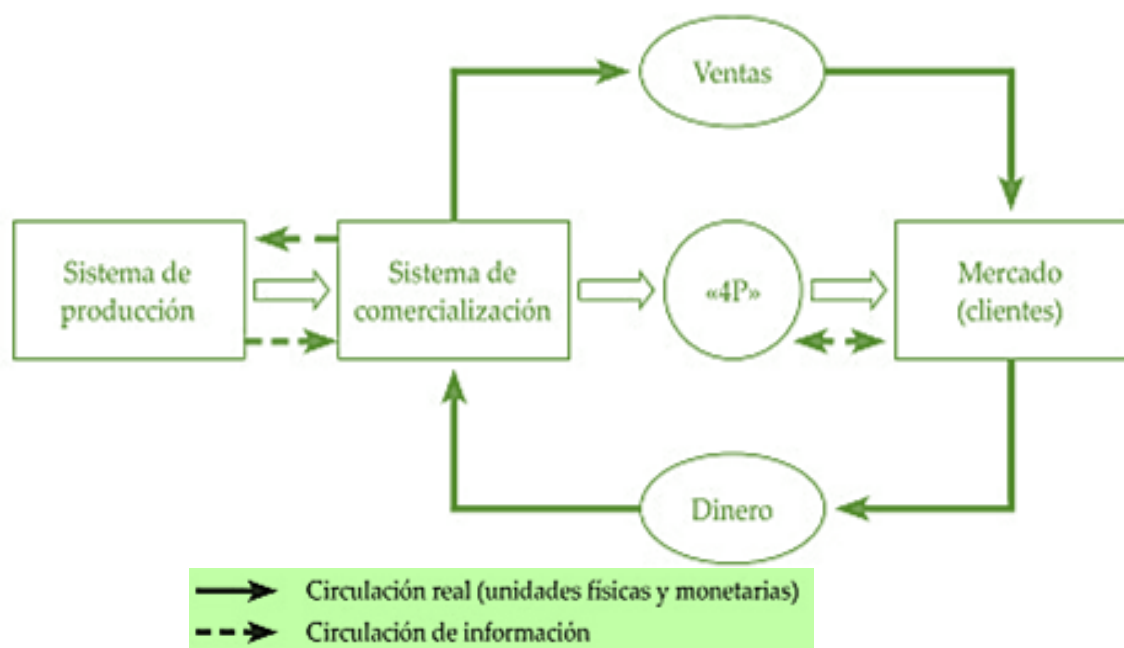 Ventas
Sistema de
producción
Sistema de
comercialización
«4P»
Mercado
(clientes)
Dinero
Circulación real (unidades físicas y monetarias)
Circulación de información